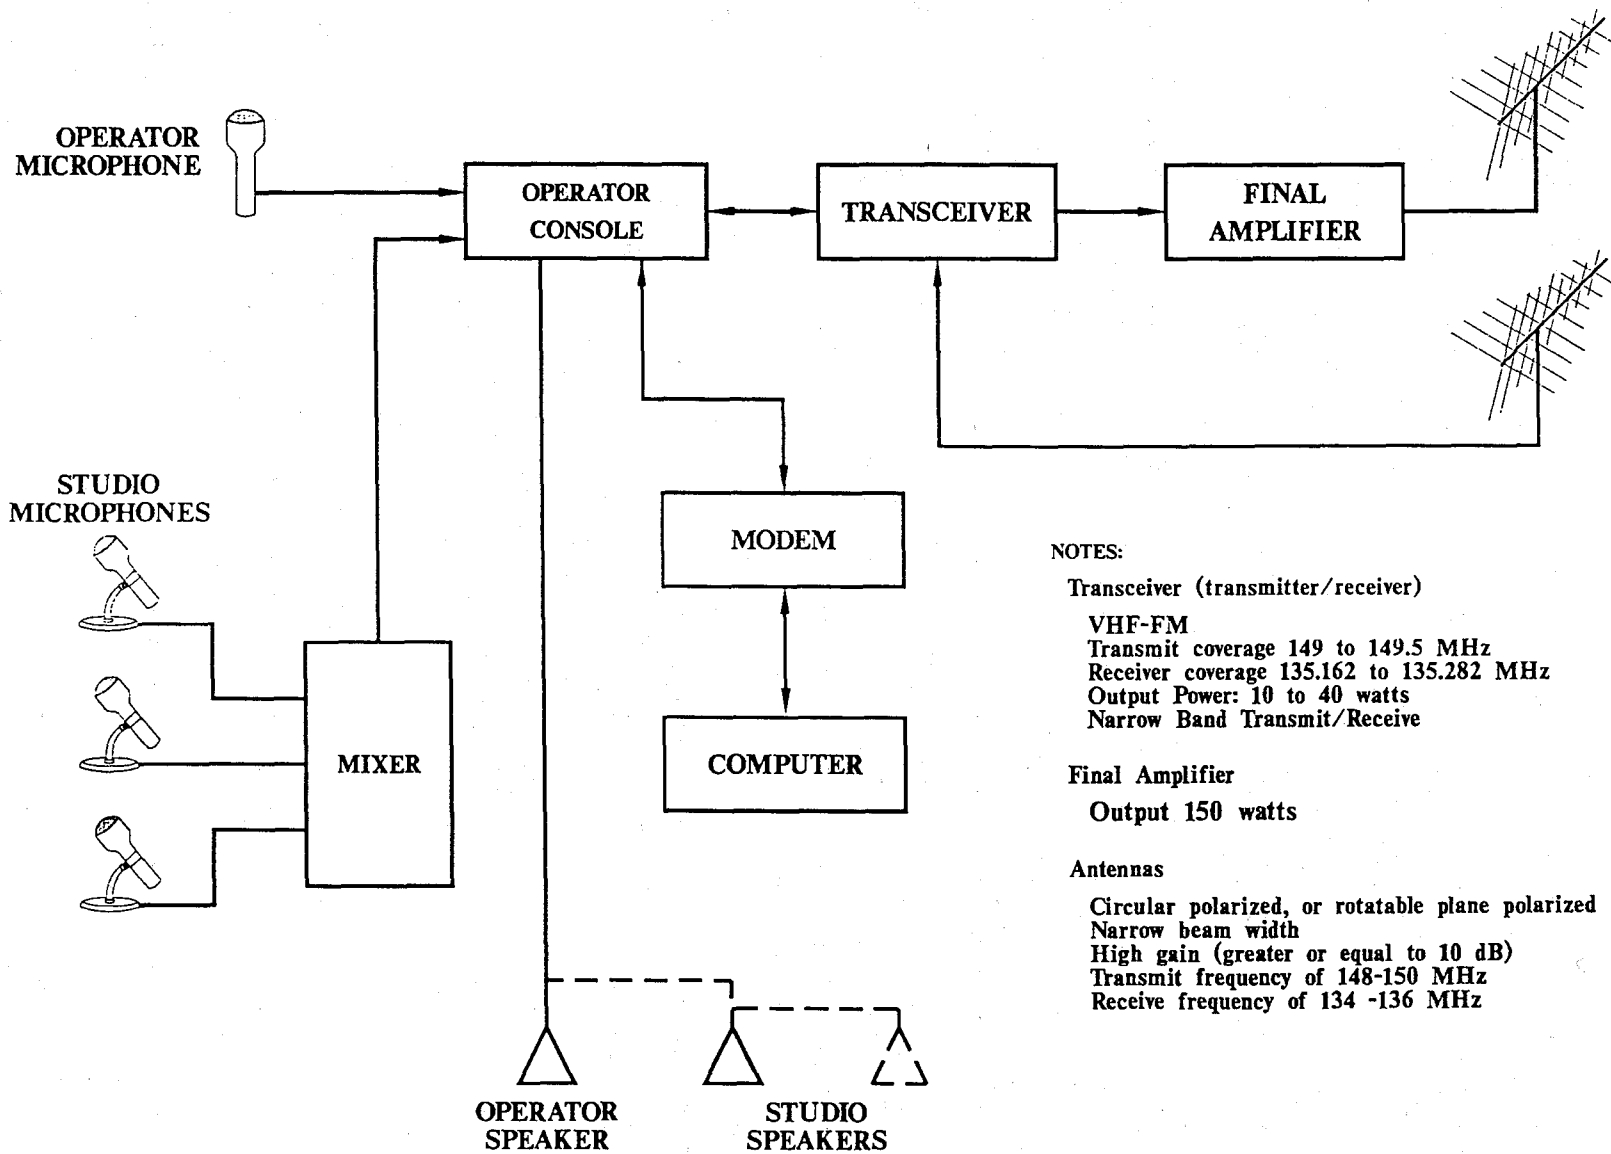 OPERATOR
MICROPHONE
OPERATOR
CONSOLE
TRANSCEIVER
FINAL
AMPLIFIER
STUDIO
MICROPHONES
MIXER
MODEM
COMPUTER
OPERATOR
SPEAKER
STUDIO
SPEAKERS
NOTES:
Transceiver (transmitter/receiver)
VHF-FM
Transmit coverage 149 to 149.5 MHz
Receiver coverage 135.162 to 135.282 MHz
Output Power: 10 to 40 watts
Narrow Band Transmit/Receive
Final Amplifier
Output 150 watts
Antennas
Circular polarized, or rotatable plane polarized
Narrow beam width
High gain (greater or equal to 10 dB)
Transmit frequency of 148-150 MHz
Receive frequency of 134 -136 MHz